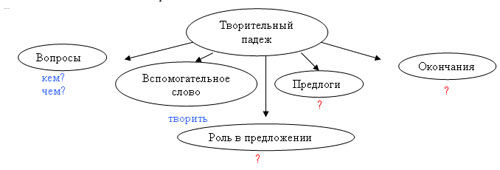 Творительный
падеж
Вопросы
кем?
чем?
Вспомогательное
слово
творить
Предлоги
?
Окончания
?
Роль в предложении
?